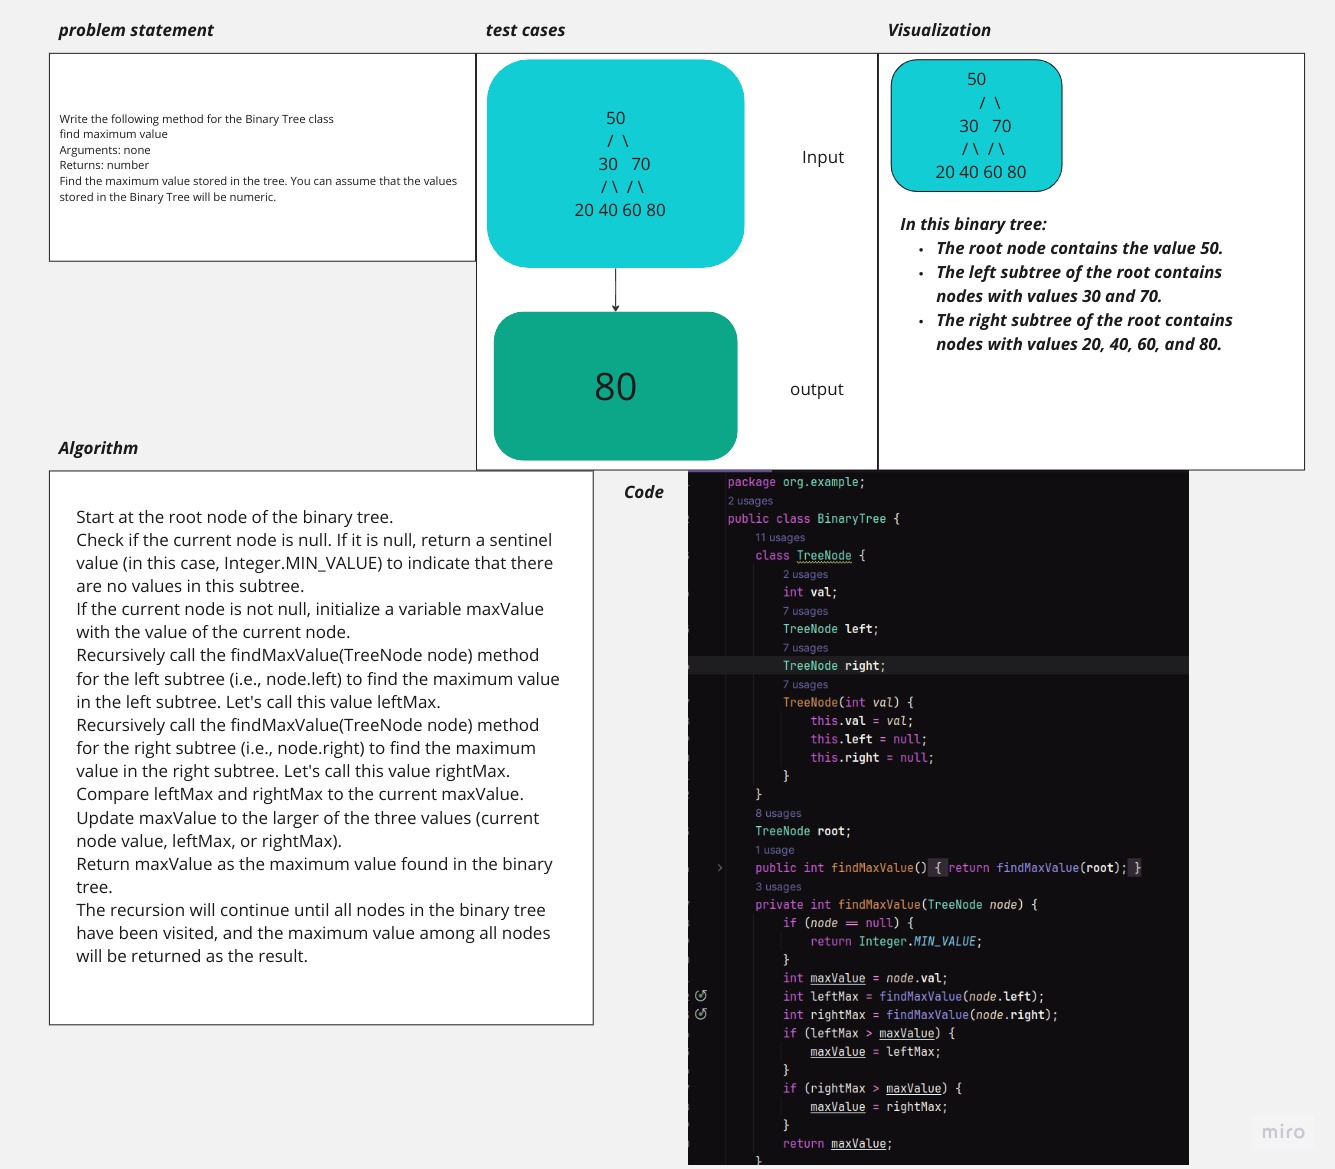 problem statement
test cases
Visualization
Write the following method for the Binary Tree class
find maximum value
Arguments: none
Returns: number
Find the maximum value stored in the tree. You can assume that the values
stored in the Binary Tree will be numeric.
50
/ \
30 70
/ \ / \
20 40 60 80
Input
80
output
50
/ \
30 70
/ \ / \
20 40 60 80
In this binary tree:
• The root node contains the value 50.
• The left subtree of the root contains
nodes with values 30 and 70.
• The right subtree of the root contains
nodes with values 20, 40, 60, and 80.
Algorithm
Start at the root node of the binary tree.
Check if the current node is null. If it is null, return a sentinel
value (in this case, Integer.MIN_VALUE) to indicate that there
are no values in this subtree.
If the current node is not null, initialize a variable maxValue
with the value of the current node.
Recursively call the findMaxValue(TreeNode node) method
for the left subtree (i.e., node.left) to find the maximum value
in the left subtree. Let's call this value leftMax.
Recursively call the findMaxValue(TreeNode node) method
for the right subtree (i.e., node.right) to find the maximum
value in the right subtree. Let's call this value rightMax.
Compare leftMax and rightMax to the current maxValue.
Update maxValue to the larger of the three values (current
node value, leftMax, or rightMax).
Return maxValue as the maximum value found in the binary
tree.
The recursion will continue until all nodes in the binary tree
have been visited, and the maximum value among all nodes
will be returned as the result.
Code
package org.example;
2 usages
public class BinaryTree {
11 usages
class TreeNode {
2 usages
int val;
7 usages
TreeNode left;
7 usages
TreeNode right;
7 usages
TreeNode(int val) {
this.val = val;
this.left = null;
this.right = null;
}
}
8 usages
TreeNode root;
1 usage
public int findMaxValue() { return findMaxValue(root); }
3 usages
private int findMaxValue(TreeNode node) {
if (node == null) {
return Integer.MIN_VALUE;
}
int maxValue = node.val;
int leftMax = findMaxValue(node.left);
int rightMax = findMaxValue(node.right);
if (leftMax > maxValue) {
maxValue = leftMax;
}
if (rightMax > maxValue) {
maxValue = rightMax;
}
return maxValue;
}
miro